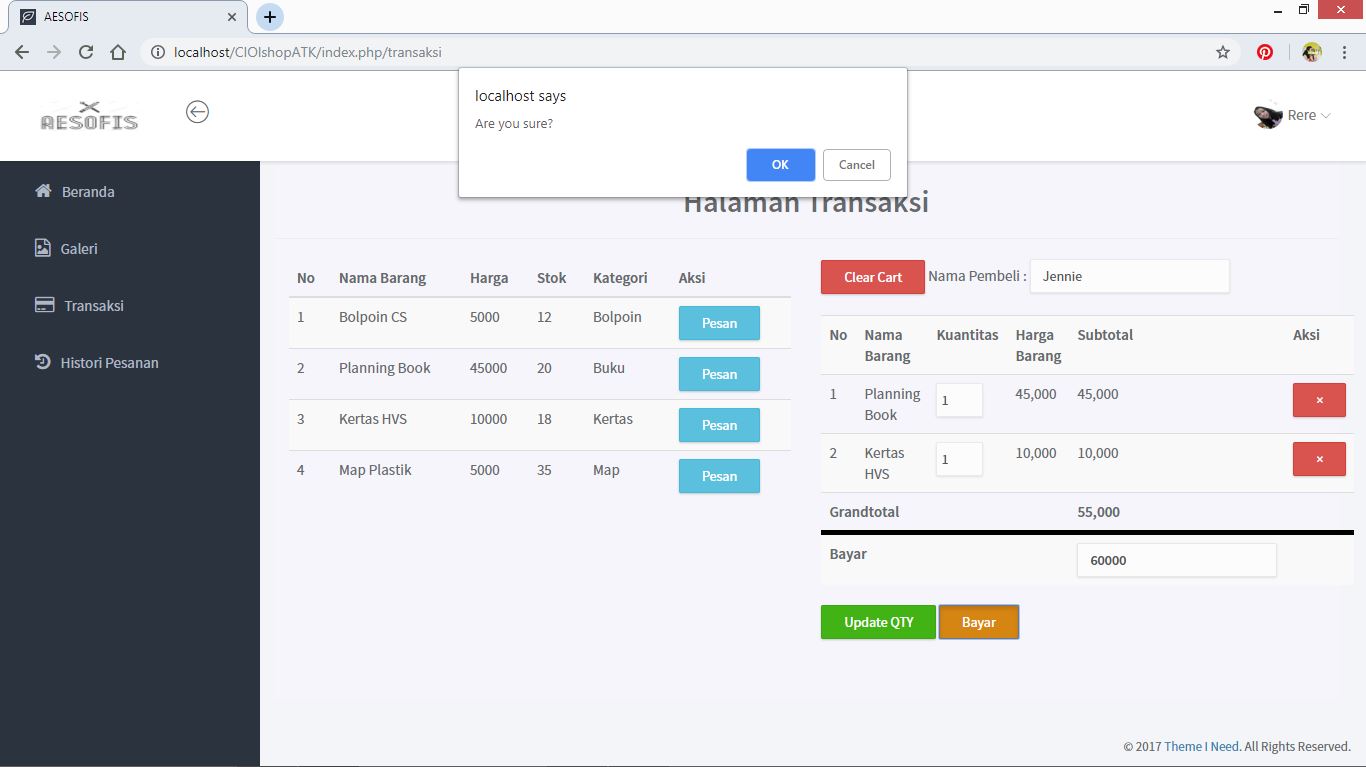 AESOFIS
localhost/CIOlshopATK/index.php/transaksi
localhost says
Are you sure?
OK
Cancel
AESOFIS
Rere
Beranda
Galeri
Transaksi
Histori Pesanan
Halaman Transaksi
No Nama Barang Harga Stok Kategori Aksi
1 Bolpoin CS 5000 12 Bolpoin Pesan
2 Planning Book 45000 20 Buku Pesan
3 Kertas HVS 10000 18 Kertas Pesan
4 Map Plastik 5000 35 Map Pesan
Clear Cart Nama Pembeli : Jennie
No Nama Barang Kuantitas Harga Barang Subtotal Aksi
1 Planning Book 1 45,000 45,000 ×
2 Kertas HVS 1 10,000 10,000 ×
Grandtotal 55,000
Bayar 60000
Update QTY Bayar
© 2017 Theme I Need. All Rights Reserved.